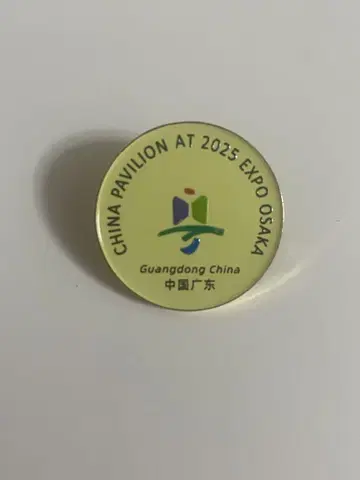 CHINA PAVILION AT 2025 EXPO OSAKA
Guangdong China
中国广东